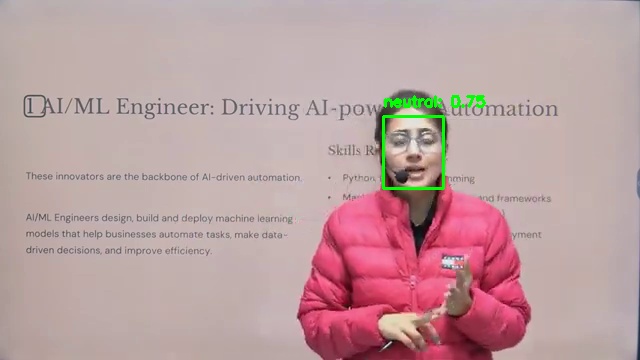 1 AI/ML Engineer: Driving AI-pow Automation
neutral: 0.75
Skills R
These innovators are the backbone of AI-driven automation.
• Python, mming
• and frameworks
AI/ML Engineers design, build and deploy machine learning
models that help businesses automate tasks, make data-
driven decisions, and improve efficiency.
• yment